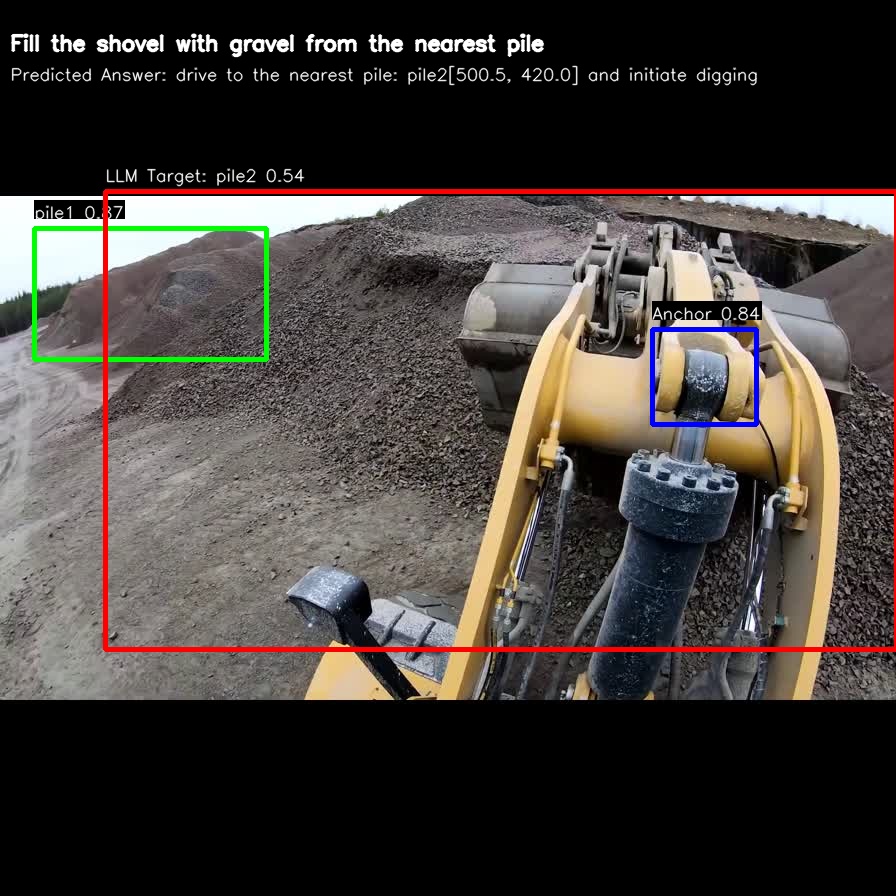 Fill the shovel with gravel from the nearest pile
Predicted Answer: drive to the nearest pile: pile2[500.5, 420.0] and initiate digging
LLM Target: pile2 0.54
pile1 0.87
Anchor 0.84